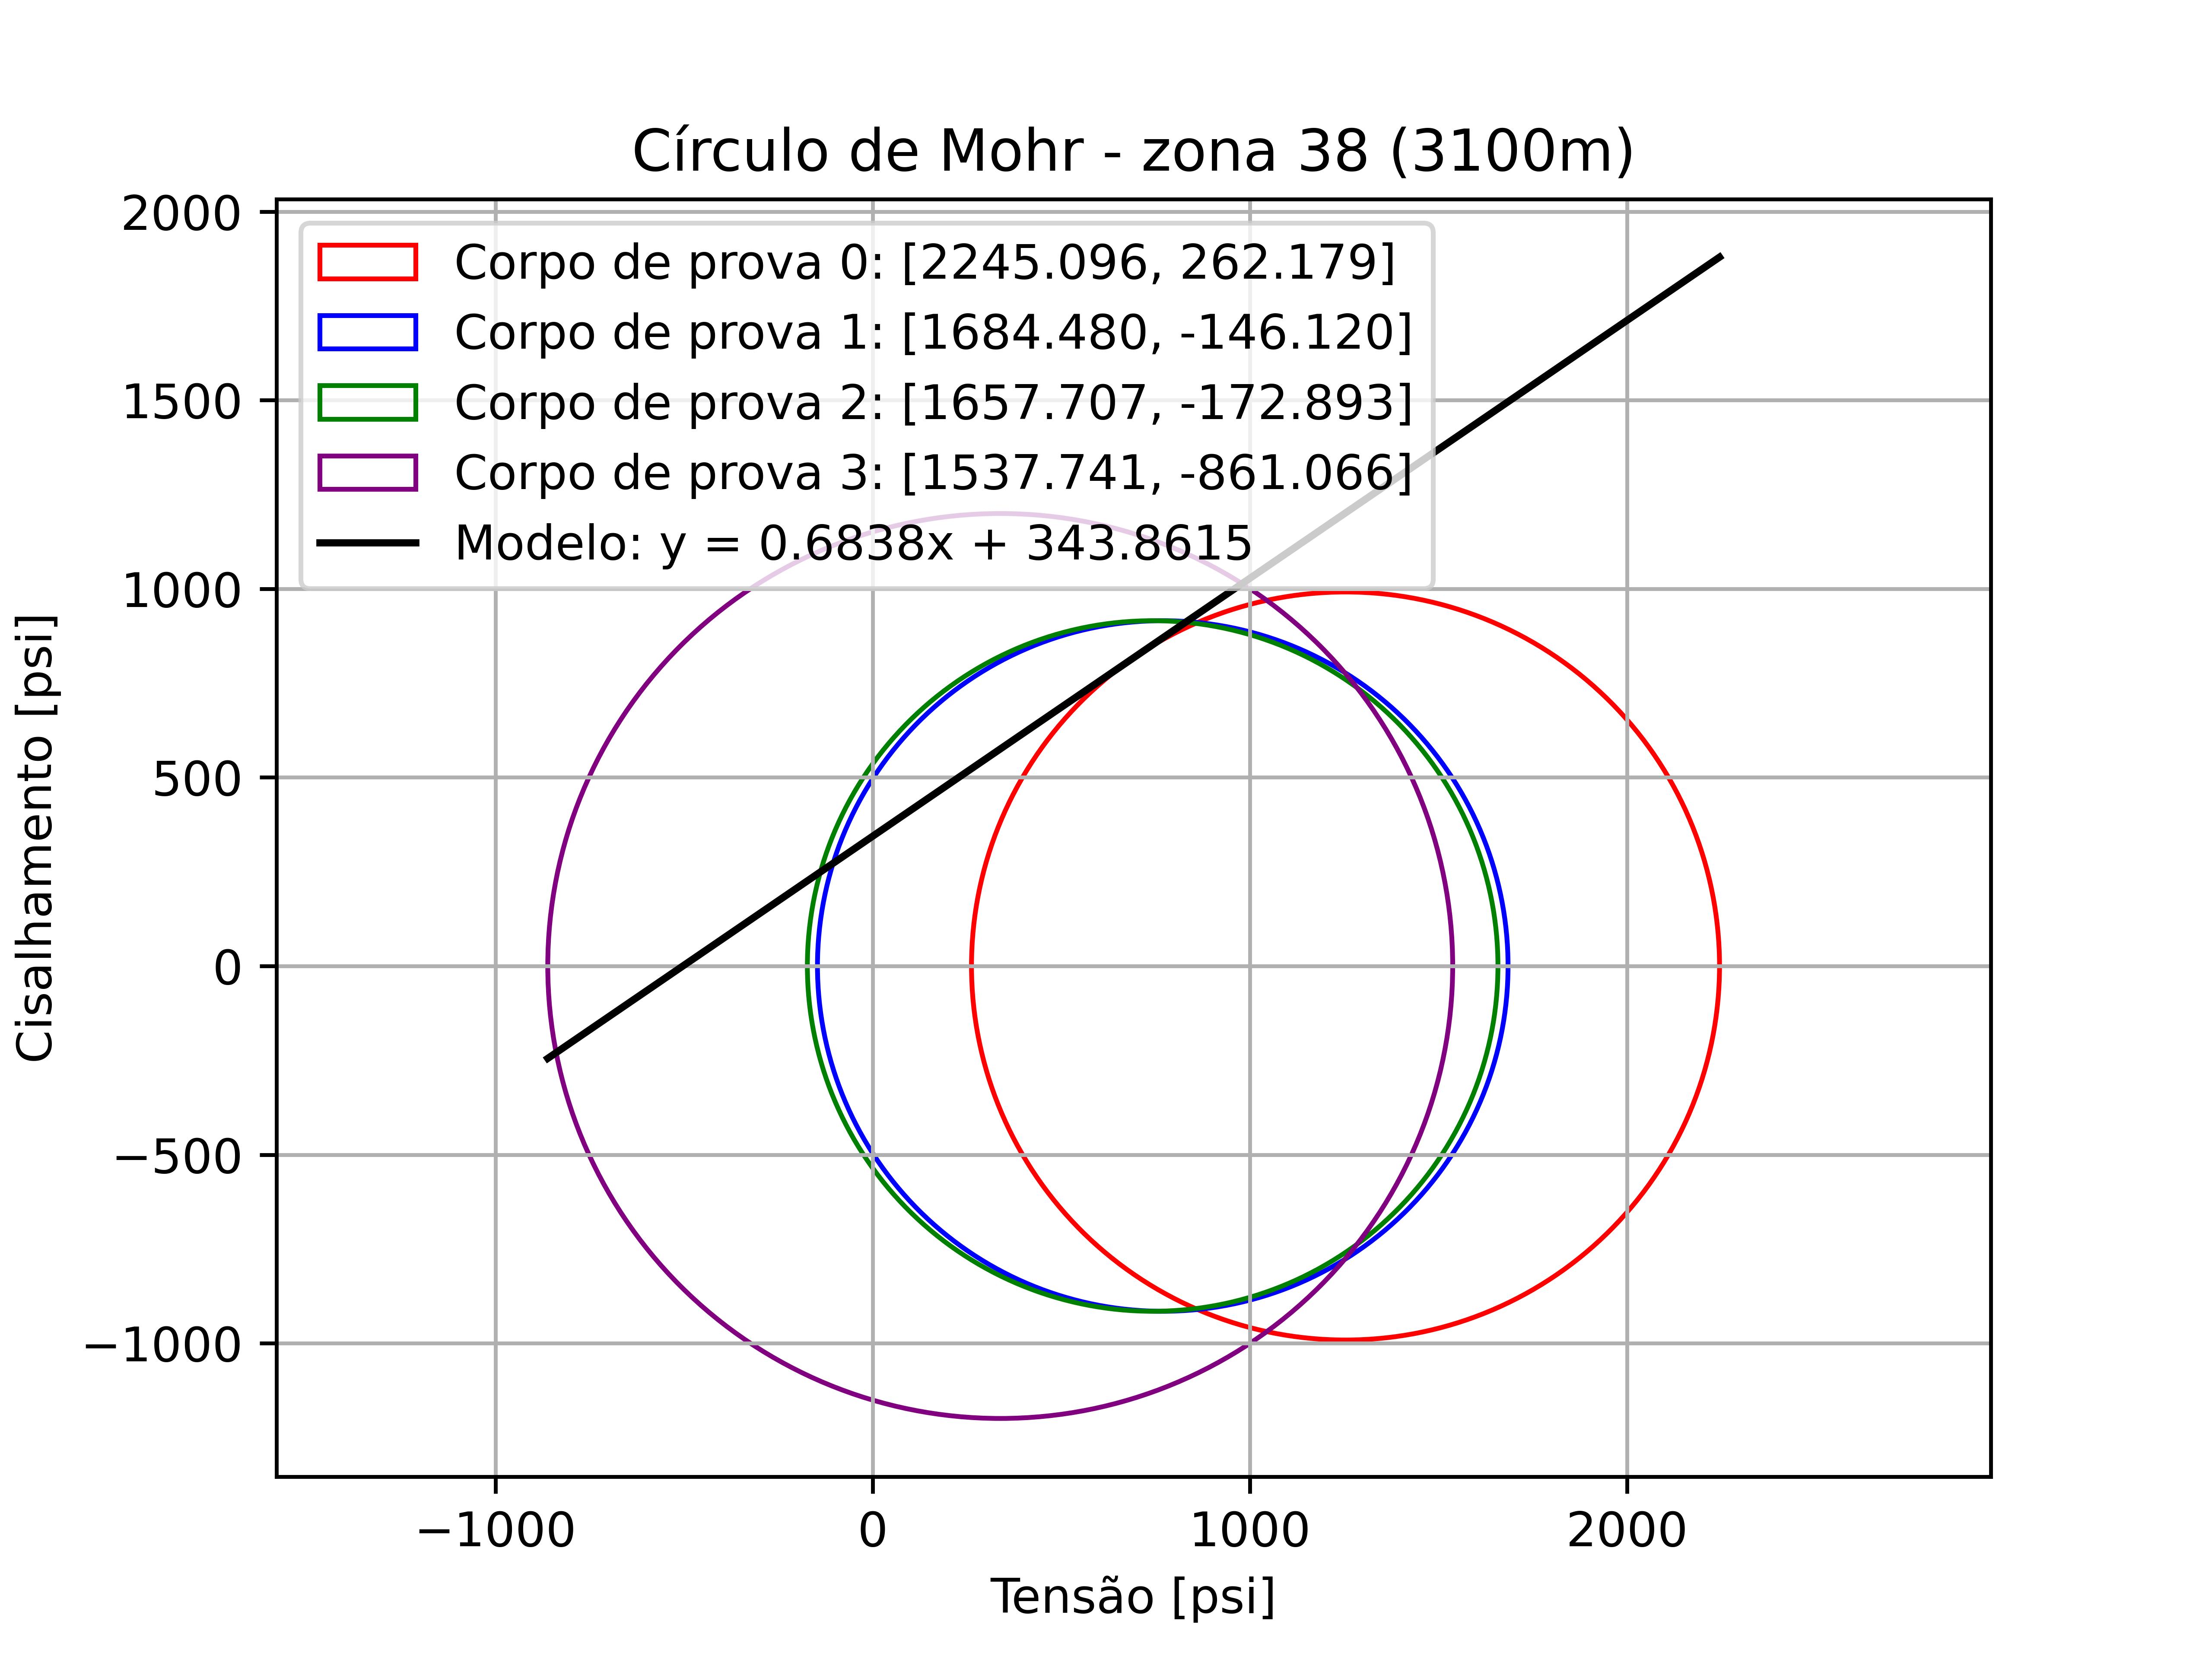 Círculo de Mohr - zona 38 (3100m)
2000
1500
1000
500
0
−500
−1000
Cisalhamento [psi]
Corpo de prova 0: [2245.096, 262.179]
Corpo de prova 1: [1684.480, -146.120]
Corpo de prova 2: [1657.707, -172.893]
Corpo de prova 3: [1537.741, -861.066]
Modelo: y = 0.6838x + 343.8615
−1000 0 1000 2000
Tensão [psi]